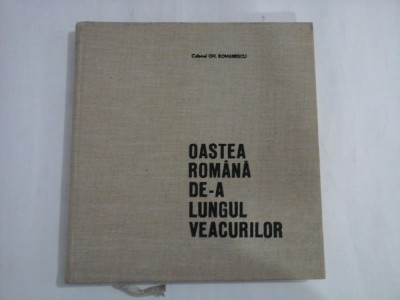 Colonel GH. ROMANESCU
OASTEA
ROMÂNĂ
DE-A
LUNGUL
VEACURILOR